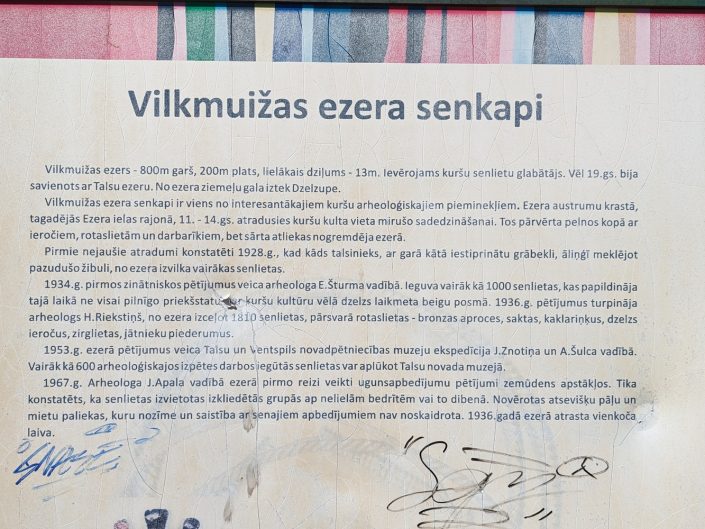 Vilkmuižas ezera senkapi
Vilkmuižas ezers - 800m garš, 200m plats, lielākais dziļums - 13m. Ievērojams kuršu senlietu glabātājs. Vēl 19.gs. bija
savienots ar Talsu ezeru. No ezera ziemeļu gala iztek Dzelzupe.
Vilkmuižas ezera senkapi ir viens no interesantākajiem kuršu arheoloģiskajiem piemineķļiem. Ezera austrumu krastā,
tagadējās Ezera ielas rajonā, 11. - 14.gs. atradusies kuršu kulta vieta mirušo sadedzināšanai. Tos pārvērta pelnos kopā ar
ieročiem, rotaslietām un darbarīkiem, bet sārta atliekas nogremdēja ezerā.
Pirmie nejaušie atradumi konstatēti 1928.g., kad kāds talsinieks, ar garā kātā iestiprinātu grābekli, āliņģī meklējot
pazudušo žibuli, no ezera izvilka vairākas senlietas.
1934.g. pirmos zinātniskos pētījumus veica arheologa E.Šturma vadībā. Ieguva vairāk kā 1000 senlietas, kas papildināja
tajā laikā ne visai pilnīgo priekšstatu par kuršu kultūru vēlā dzelzs laikmeta beigu posmā. 1936.g. pētījumus turpināja
arheologs H.Riekstiņš, no ezera izceļot 1810 senlietas, pārsvarā rotaslietas - bronzas aproces, saktas, kaklariņķus, dzelzs
ieročus, zirglietas, jātnieku piederumus.
1953.g. ezerā pētījumus veica Talsu un Ventspils novadpētniecības muzeju ekspedīcija J.Znotiņa un A.Šulca vadībā.
Vairāk kā 600 arheoloģiskajos izpētes darbos iegūtās senlietas var aplūkot Talsu novada muzejā.
1967.g. Arheologa J.Apala vadībā ezerā pirmo reizi veikti ugunsapbedījumu pētījumi zemūdens apstākļos. Tika
konstatēts, ka senlietas izvietotas izkliedētās grupās ap nelielām bedrītēm vai to dibenā. Novērotas atsevišķu pāļu un
mietu paliekas, kuru nozīme un saistība ar senajiem apbedījumiem nav noskaidrota. 1936.gadā ezerā atrasta vienkoča
laiva.